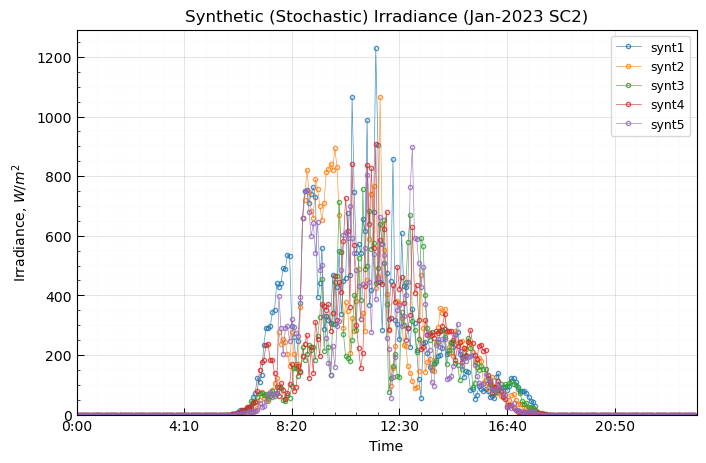 Synthetic (Stochastic) Irradiance (Jan-2023 SC2)
synt1
synt2
synt3
synt4
synt5
Irradiance, W/m²
1200
1000
800
600
400
200
0
0:00 4:10 8:20 12:30 16:40 20:50
Time